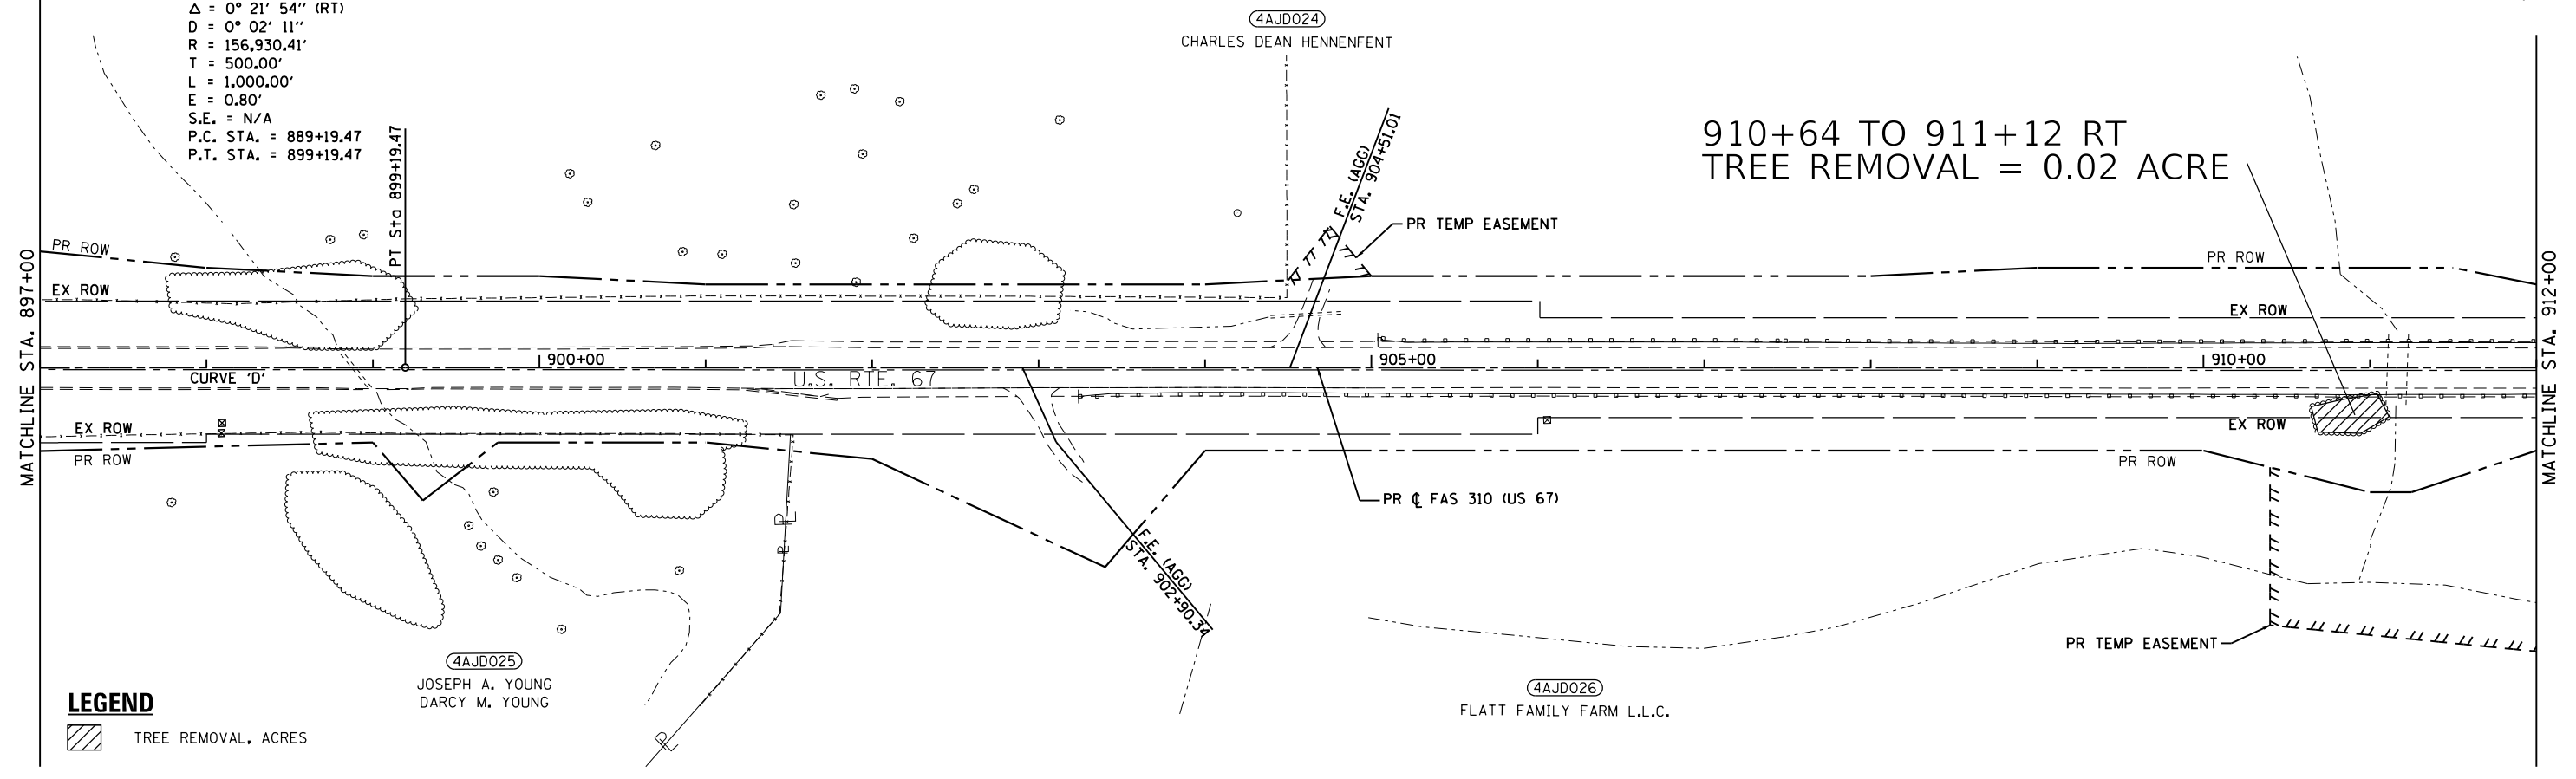 Δ = 0° 21' 54'' (RT)
D = 0° 02' 11''
R = 156,930.41'
T = 500.00'
L = 1,000.00'
E = 0.80'
S.E. = N/A
P.C. STA. = 889+19.47
P.T. STA. = 899+19.47
PT Sta 899+19.47
4AJD024
CHARLES DEAN HENNENFENT
F.E. (AGG)
STA. 904+51.01
PR TEMP EASEMENT
910+64 TO 911+12 RT
TREE REMOVAL = 0.02 ACRE
MATCHLINE STA. 897+00
PR ROW
EX ROW
PR ROW
EX ROW
MATCHLINE STA. 912+00
900+00
905+00
910+00
CURVE 'D'
U.S. RTE. 67
EX ROW
PR ROW
EX ROW
PR ROW
PR ℄ FAS 310 (US 67)
F.E. (AGG)
STA. 902+90.34
PL
PL
PL
PR TEMP EASEMENT
4AJD025
JOSEPH A. YOUNG
DARCY M. YOUNG
4AJD026
FLATT FAMILY FARM L.L.C.
LEGEND
TREE REMOVAL, ACRES